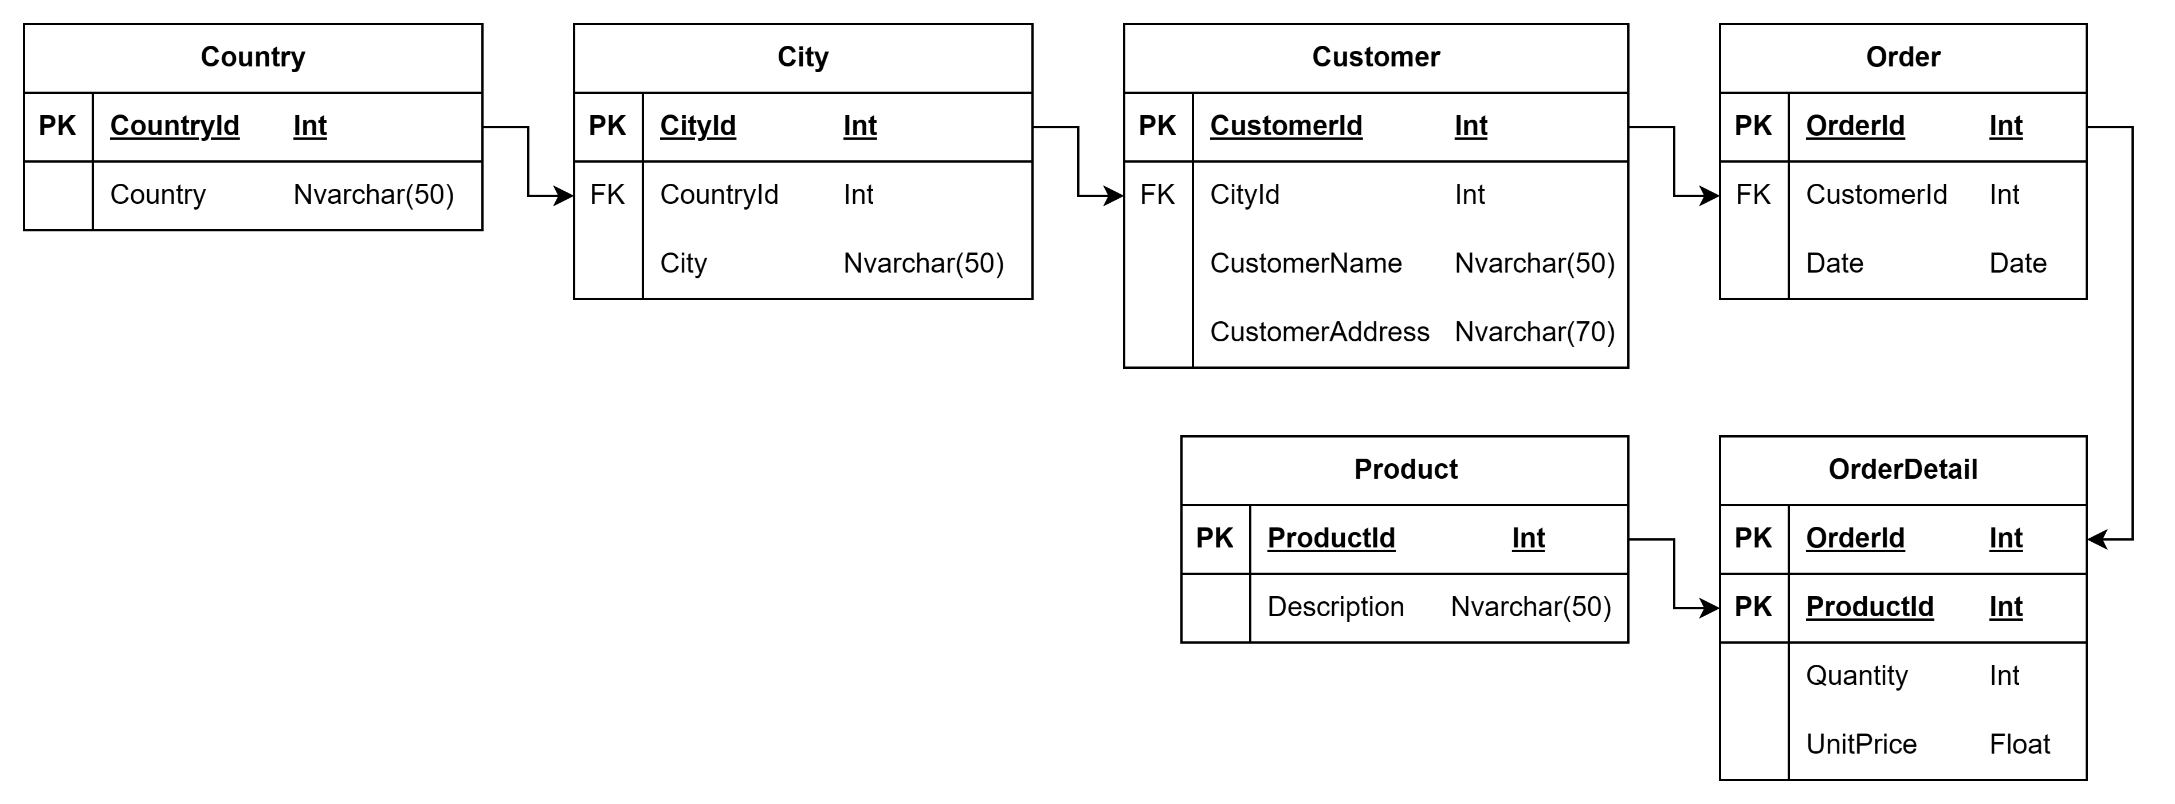 Country
PK CountryId Int
Country Nvarchar(50)
City
PK CityId Int
FK CountryId Int
City Nvarchar(50)
Customer
PK CustomerId Int
FK CityId Int
CustomerName Nvarchar(50)
CustomerAddress Nvarchar(70)
Order
PK OrderId Int
FK CustomerId Int
Date Date
Product
PK ProductId Int
Description Nvarchar(50)
OrderDetail
PK OrderId Int
PK ProductId Int
Quantity Int
UnitPrice Float